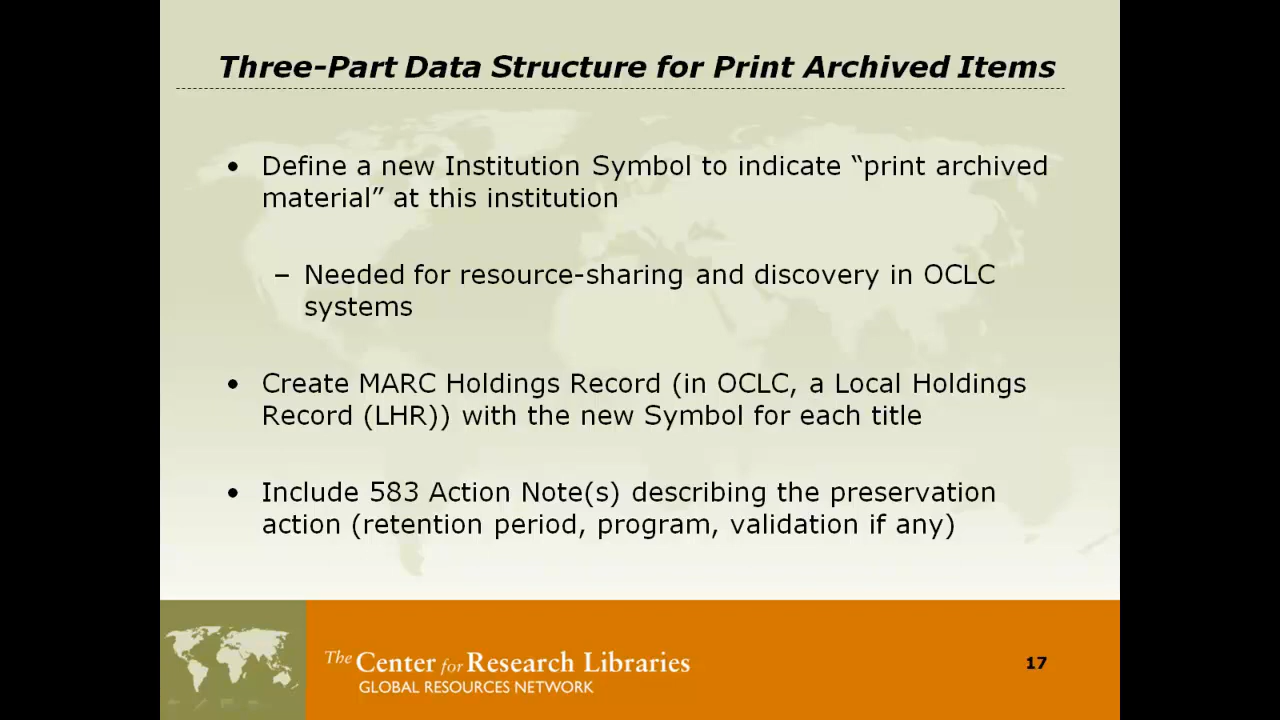 Three-Part Data Structure for Print Archived Items
• Define a new Institution Symbol to indicate “print archived
material” at this institution
– Needed for resource-sharing and discovery in OCLC
systems
• Create MARC Holdings Record (in OCLC, a Local Holdings
Record (LHR)) with the new Symbol for each title
• Include 583 Action Note(s) describing the preservation
action (retention period, program, validation if any)
The Center for Research Libraries
GLOBAL RESOURCES NETWORK
17